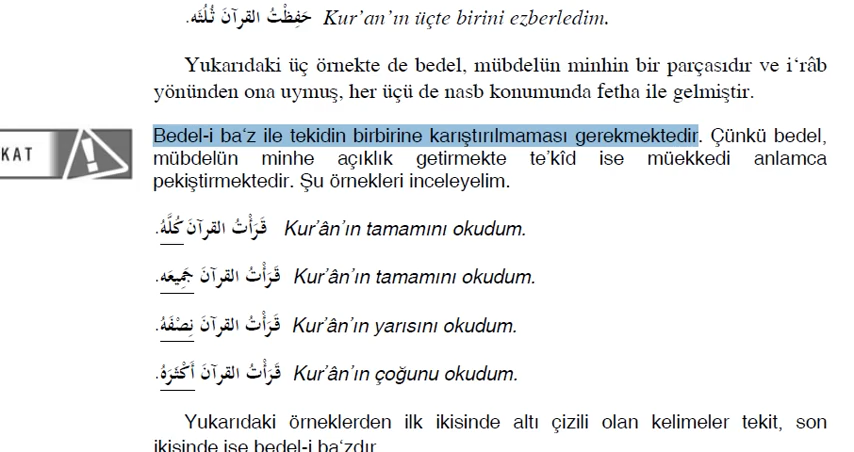 حَفِظْتُ القرآنَ ثُلُثَه. Kur'an'ın üçte birini ezberledim.
Yukarıdaki üç örnekte de bedel, mübdelün minhin bir parçasıdır ve i‘râb
yönünden ona uymuş, her üçü de nasb konumunda fetha ile gelmiştir.
KAT
Bedel-i ba‘z ile tekidin birbirine karıştırılmaması gerekmektedir. Çünkü bedel,
mübdelün minhe açıklık getirmekte te’kîd ise müekkedi anlamca
pekiştirmektedir. Şu örnekleri inceleyelim.
قَرَأْتُ القرآنَ كُلَّهُ. Kur’ân’ın tamamını okudum.
قَرَأْتُ القرآنَ جَمِيعَه. Kur’ân’ın tamamını okudum.
قَرَأْتُ القرآنَ نِصْفَهُ. Kur’ân’ın yarısını okudum.
قَرَأْتُ القرآنَ أَكْثَرَهُ. Kur’ân’ın çoğunu okudum.
Yukarıdaki örneklerden ilk ikisinde altı çizili olan kelimeler tekit, son
ikisinde ise bedel-i ba‘zdır